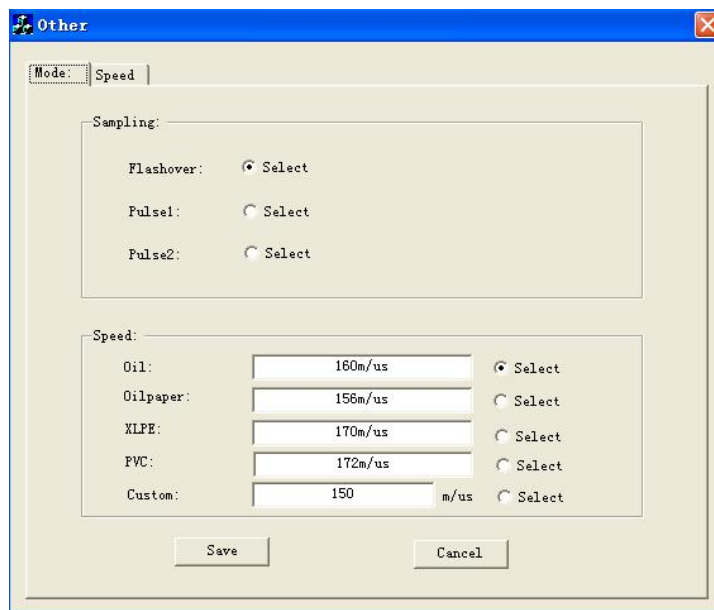 Other
Mode: Speed
Sampling:
Flashover: Select
Pulse1: Select
Pulse2: Select
Speed:
Oil: 160m/us Select
Oilpaper: 156m/us Select
XLPE: 170m/us Select
PVC: 172m/us Select
Custom: 150 m/us Select
Save Cancel